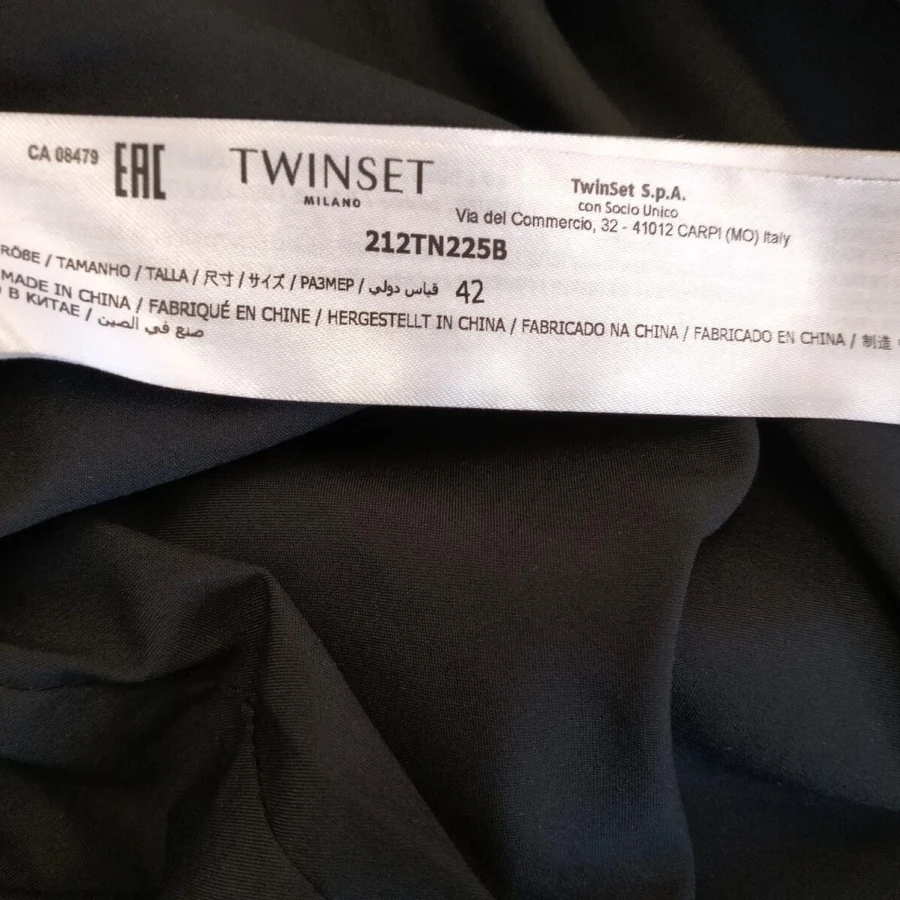 CA 08479 EAC TWINSET
MILANO
TwinSet S.p.A.
con Socio Unico
Via del Commercio, 32 - 41012 CARPI (MO) Italy
212TN225B
RÖBE / TAMANHO / TALLA / 尺寸 / サイズ / РАЗМЕР / قياس دولي 42
MADE IN CHINA / FABRIQUÉ EN CHINE / HERGESTELLT IN CHINA / FABRICADO NA CHINA / FABRICADO EN CHINA / 制造
В КИТАЕ / صنع في الصين